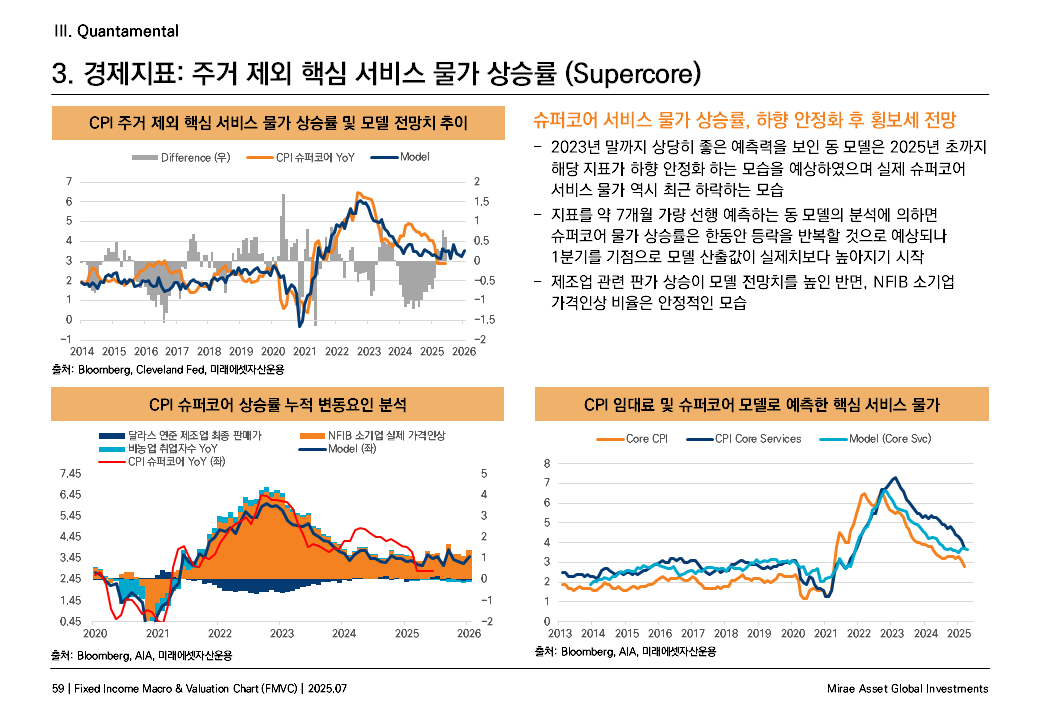 III. Quantamental
3. 경제지표: 주거 제외 핵심 서비스 물가 상승률 (Supercore)
CPI 주거 제외 핵심 서비스 물가 상승률 및 모델 전망치 추이
Difference (우) CPI 슈퍼코어 YoY Model
7 2
6 1.5
5 1
4 0.5
3 0
2 -0.5
1 -1
0 -1.5
-1 -2
2014 2015 2016 2017 2018 2019 2020 2021 2022 2023 2024 2025 2026
출처: Bloomberg, Cleveland Fed, 미래에셋자산운용
슈퍼코어 서비스 물가 상승률, 하향 안정화 후 횡보세 전망
– 2023년 말까지 상당히 좋은 예측력을 보인 동 모델은 2025년 초까지
해당 지표가 하향 안정화 하는 모습을 예상하였으며 실제 슈퍼코어
서비스 물가 역시 최근 하락하는 모습
– 지표를 약 7개월 가량 선행 예측하는 동 모델의 분석에 의하면
슈퍼코어 물가 상승률은 한동안 등락을 반복할 것으로 예상되나
1분기를 기점으로 모델 산출값이 실제치보다 높아지기 시작
– 제조업 관련 판가 상승이 모델 전망치를 높인 반면, NFIB 소기업
가격인상 비율은 안정적인 모습
CPI 슈퍼코어 상승률 누적 변동요인 분석
달라스 연준 제조업 최종 판매가 NFIB 소기업 실제 가격인상
비농업 취업자수 YoY Model (좌)
CPI 슈퍼코어 YoY (좌)
7.45 5
6.45 4
5.45 3
4.45 2
3.45 1
2.45 0
1.45 -1
0.45 -2
2020 2021 2022 2023 2024 2025 2026
출처: Bloomberg, AIA, 미래에셋자산운용
CPI 임대료 및 슈퍼코어 모델로 예측한 핵심 서비스 물가
Core CPI CPI Core Services Model (Core Svc)
8
7
6
5
4
3
2
1
0
2013 2014 2015 2016 2017 2018 2019 2020 2021 2022 2023 2024 2025
출처: Bloomberg, AIA, 미래에셋자산운용
59 | Fixed Income Macro & Valuation Chart (FMVC) | 2025.07
Mirae Asset Global Investments